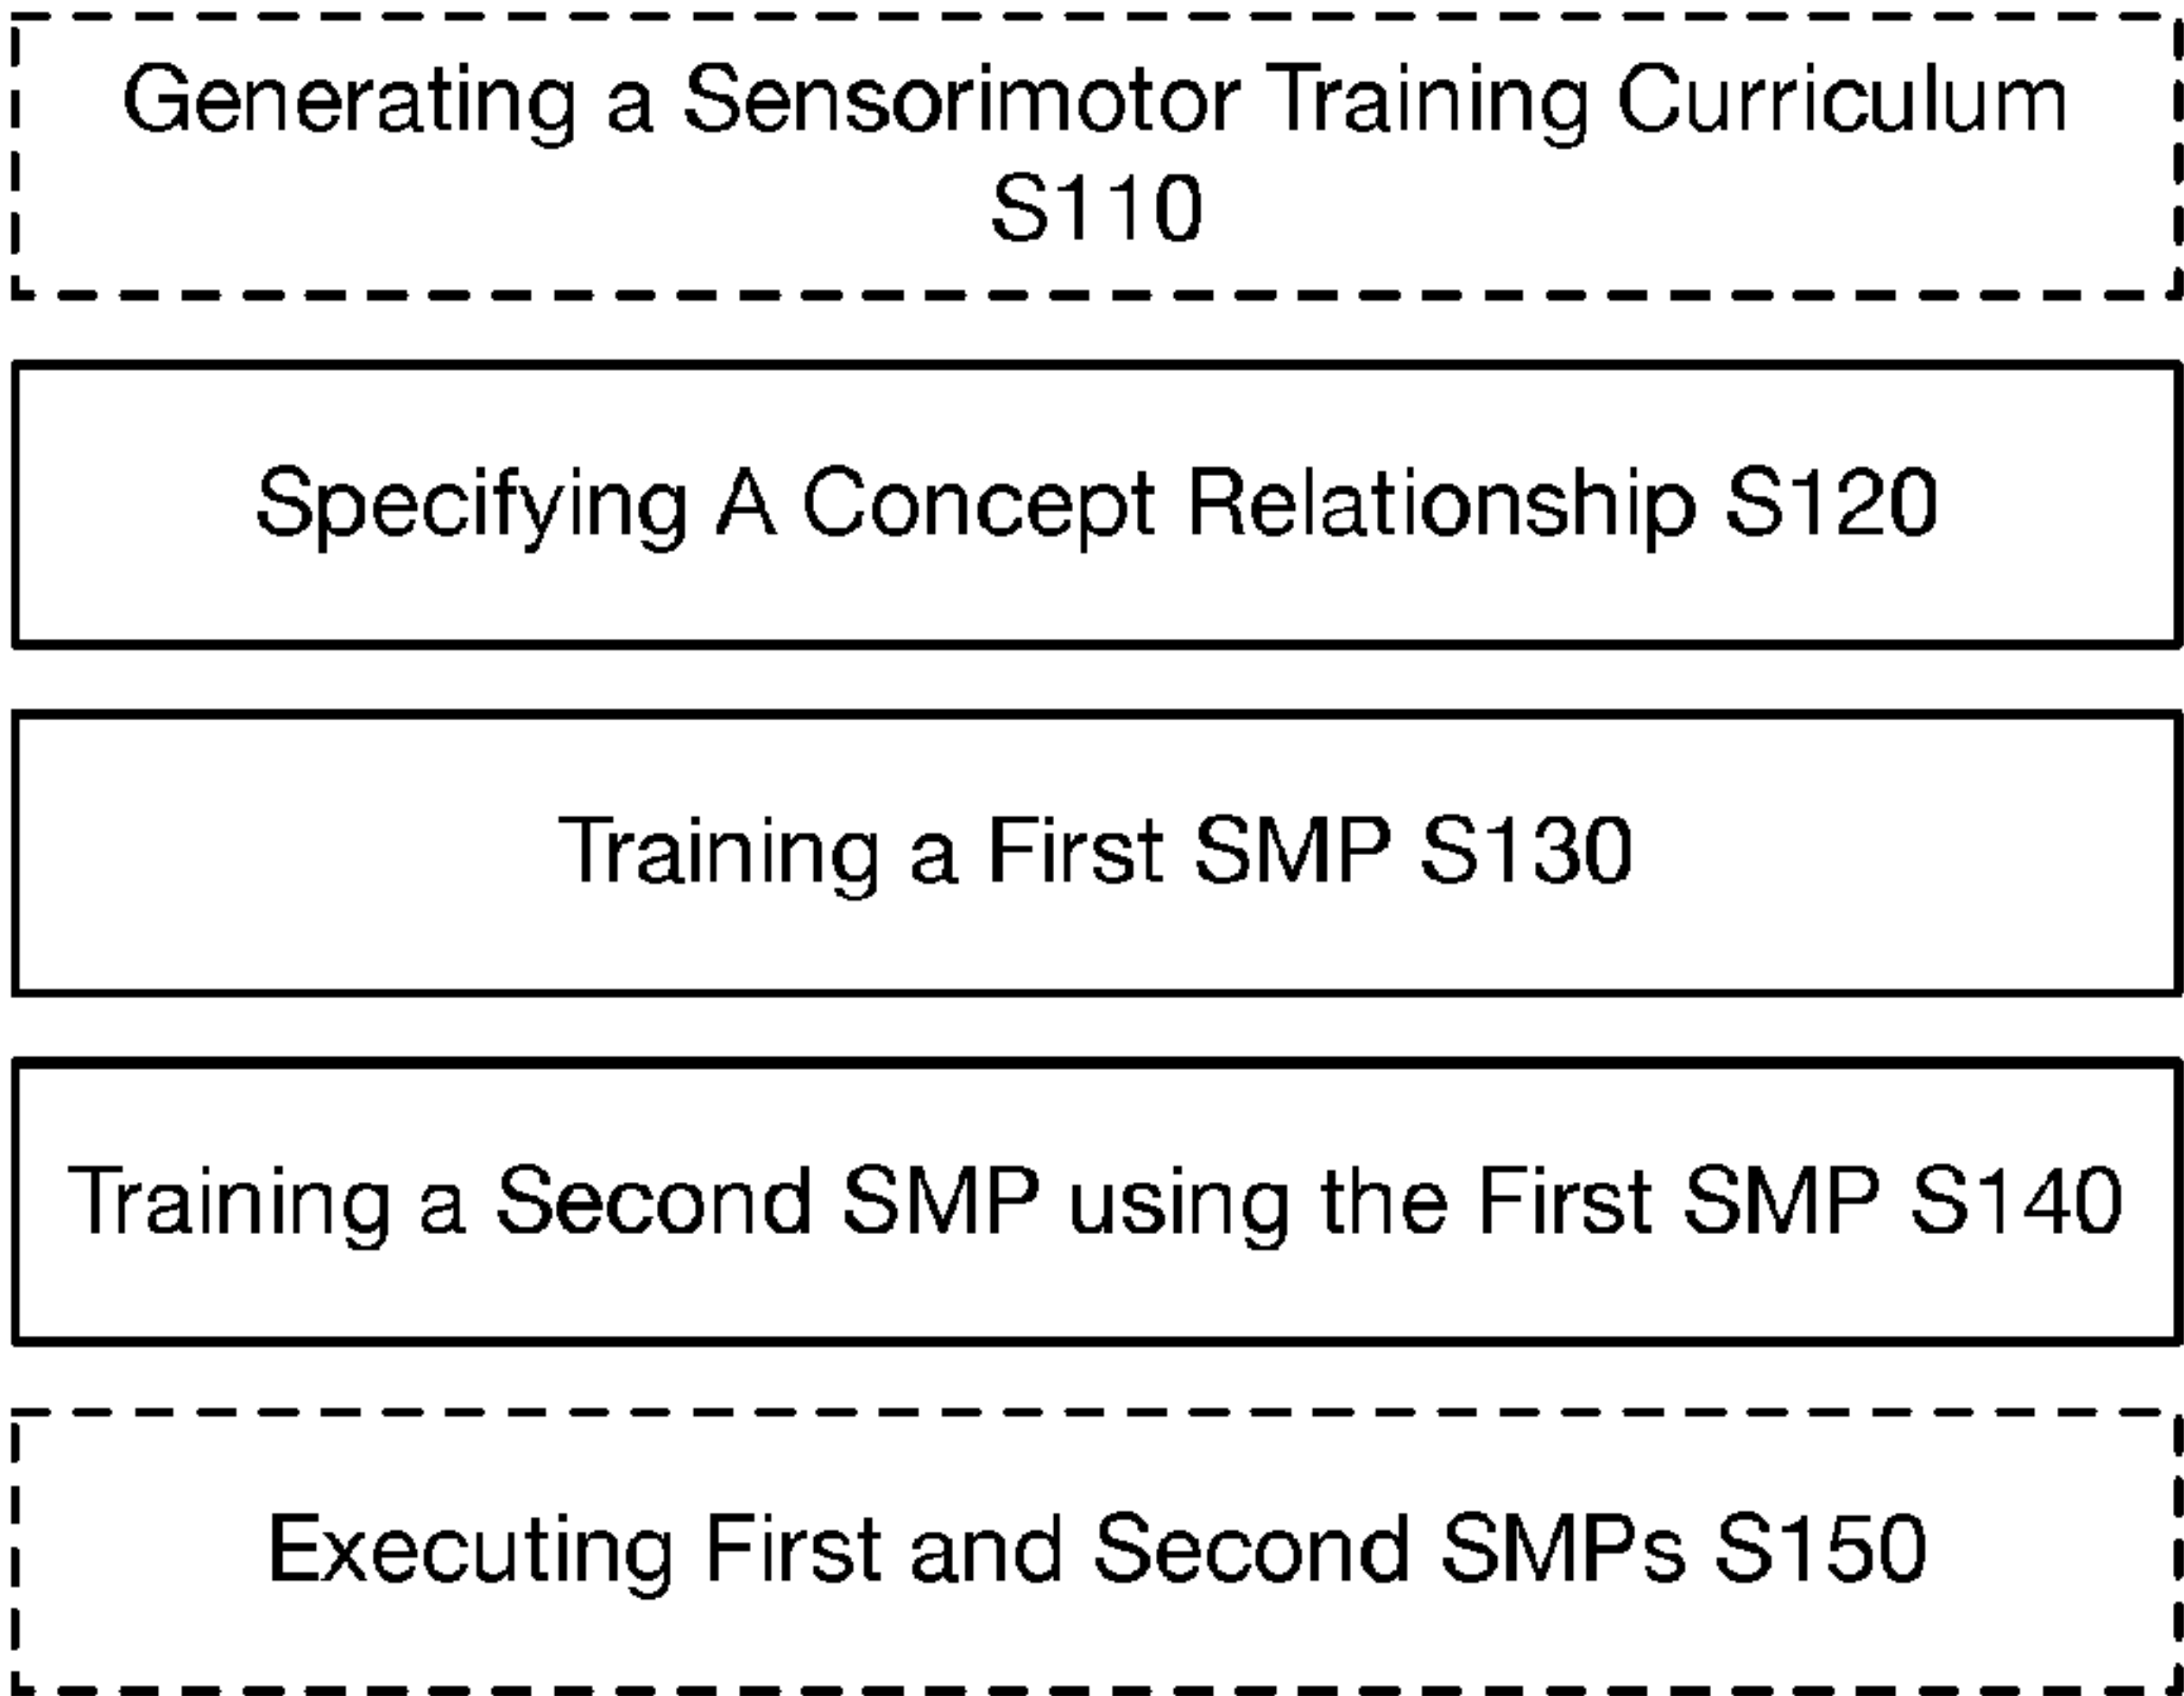 Generating a Sensorimotor Training Curriculum
S110
Specifying A Concept Relationship S120
Training a First SMP S130
Training a Second SMP using the First SMP S140
Executing First and Second SMPs S150